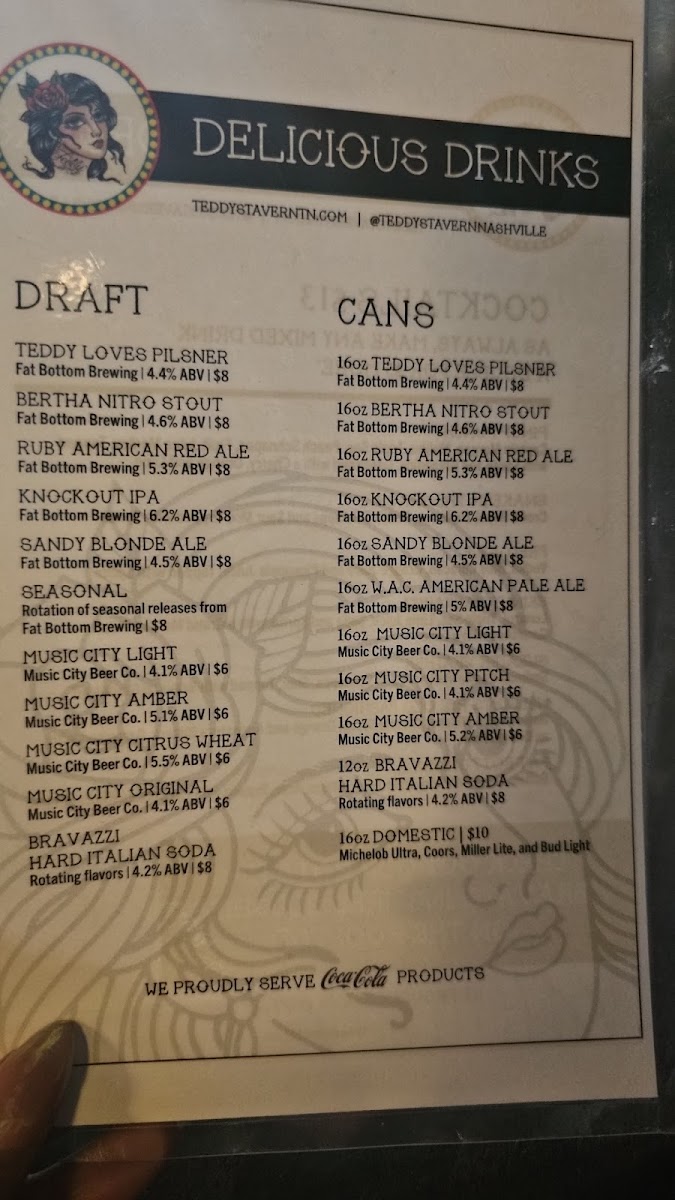 DELICIOUS DRINKS
TEDDYSTAVERNTN.COM | @TEDDYSTAVERNNASHVILLE
DRAFT
TEDDY LOVES PILSNER
Fat Bottom Brewing | 4.4% ABV | $8
BERTHA NITRO STOUT
Fat Bottom Brewing | 4.6% ABV | $8
RUBY AMERICAN RED ALE
Fat Bottom Brewing | 5.3% ABV | $8
KNOCKOUT IPA
Fat Bottom Brewing | 6.2% ABV | $8
SANDY BLONDE ALE
Fat Bottom Brewing | 4.5% ABV | $8
SEASONAL
Rotation of seasonal releases from
Fat Bottom Brewing | $8
MUSIC CITY LIGHT
Music City Beer Co. | 4.1% ABV | $6
MUSIC CITY AMBER
Music City Beer Co. | 5.1% ABV | $6
MUSIC CITY CITRUS WHEAT
Music City Beer Co. | 5.5% ABV | $6
MUSIC CITY ORIGINAL
Music City Beer Co. | 4.1% ABV | $6
BRAVAZZI
HARD ITALIAN SODA
Rotating flavors | 4.2% ABV | $8
CANS
16oz TEDDY LOVES PILSNER
Fat Bottom Brewing | 4.4% ABV | $8
16oz BERTHA NITRO STOUT
Fat Bottom Brewing | 4.6% ABV | $8
16oz RUBY AMERICAN RED ALE
Fat Bottom Brewing | 5.3% ABV | $8
16oz KNOCKOUT IPA
Fat Bottom Brewing | 6.2% ABV | $8
16oz SANDY BLONDE ALE
Fat Bottom Brewing | 4.5% ABV | $8
16oz W.A.C. AMERICAN PALE ALE
Fat Bottom Brewing | 5% ABV | $8
16oz MUSIC CITY LIGHT
Music City Beer Co. | 4.1% ABV | $6
16oz MUSIC CITY PITCH
Music City Beer Co. | 4.1% ABV | $6
16oz MUSIC CITY AMBER
Music City Beer Co. | 5.2% ABV | $6
12oz BRAVAZZI
HARD ITALIAN SODA
Rotating flavors | 4.2% ABV | $8
16oz DOMESTIC | $10
Michelob Ultra, Coors, Miller Lite, and Bud Light
WE PROUDLY SERVE Coca-Cola PRODUCTS